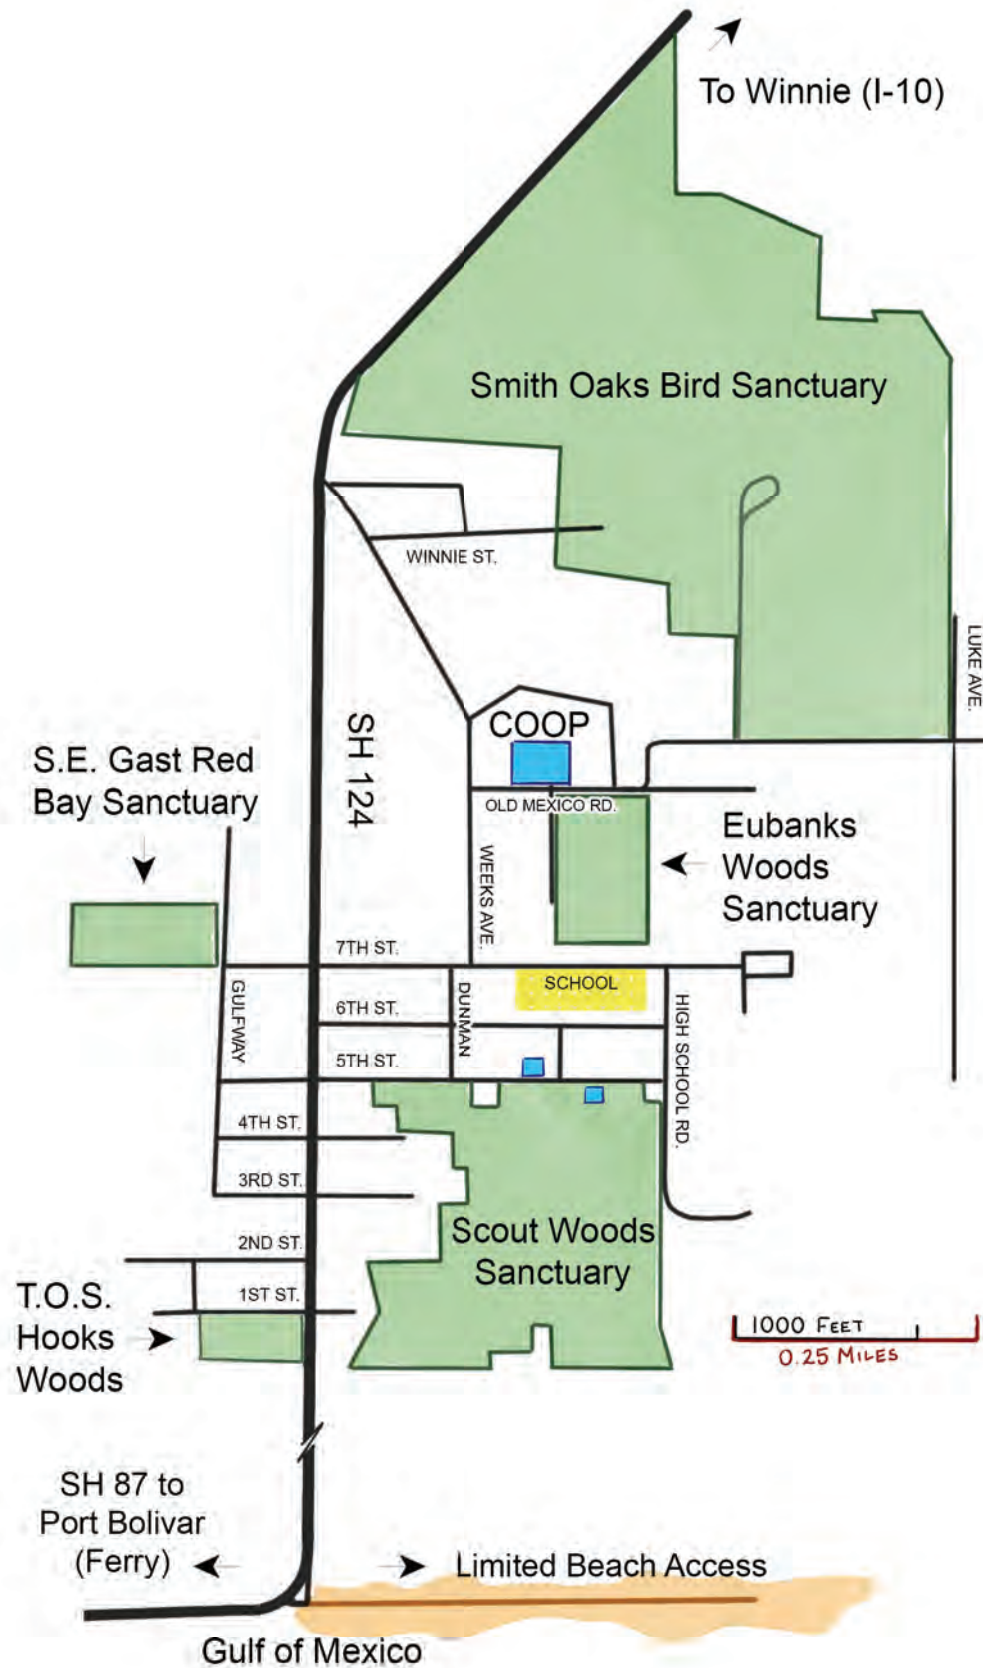 To Winnie (I-10)
Smith Oaks Bird Sanctuary
WINNIE ST.
LUKE AVE.
SH 124
COOP
S.E. Gast Red
Bay Sanctuary
OLD MEXICO RD.
Eubanks
Woods
Sanctuary
WEEKS AVE.
7TH ST.
SCHOOL
GULFWAY
6TH ST.
DUNMAN
HIGH SCHOOL RD.
5TH ST.
4TH ST.
3RD ST.
Scout Woods
Sanctuary
2ND ST.
1ST ST.
T.O.S.
Hooks
Woods
1000 FEET
0.25 MILES
SH 87 to
Port Bolivar
(Ferry)
Limited Beach Access
Gulf of Mexico